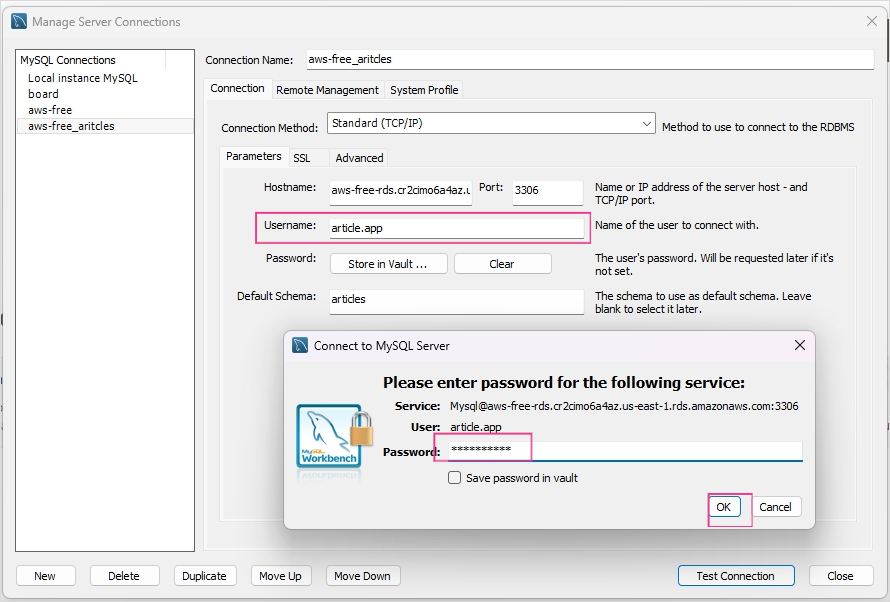 Manage Server Connections
MySQL Connections
Local instance MySQL
board
aws-free
aws-free_aritcles
Connection Name: aws-free_aritcles
Connection Remote Management System Profile
Connection Method: Standard (TCP/IP) Method to use to connect to the RDBMS
Parameters SSL Advanced
Hostname: aws-free-rds.cr2cimo6a4az.u Port: 3306 Name or IP address of the server host - and
TCP/IP port.
Username: article.app Name of the user to connect with.
Password: Store in Vault ... Clear The user's password. Will be requested later if it's
not set.
Default Schema: articles The schema to use as default schema. Leave
blank to select it later.
Connect to MySQL Server
Please enter password for the following service:
Service: Mysql@aws-free-rds.cr2cimo6a4az.us-east-1.rds.amazonaws.com:3306
User: article.app
Password: **********
MySQL
Workbench
Save password in vault
OK Cancel
New Delete Duplicate Move Up Move Down Test Connection Close